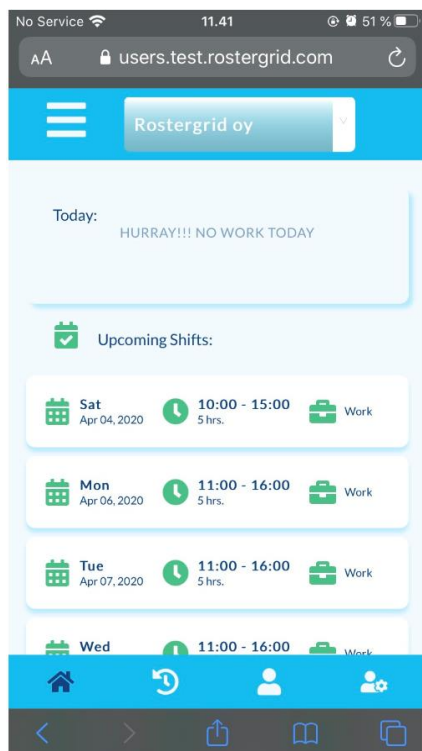 No Service 11.41 51 %
AA users.test.rostergrid.com
Rostergrid oy
Today:
HURRAY!!! NO WORK TODAY
Upcoming Shifts:
Sat 10:00 - 15:00 Work
Apr 04, 2020 5 hrs.
Mon 11:00 - 16:00 Work
Apr 06, 2020 5 hrs.
Tue 11:00 - 16:00 Work
Apr 07, 2020 5 hrs.
Wed 11:00 - 16:00 Work